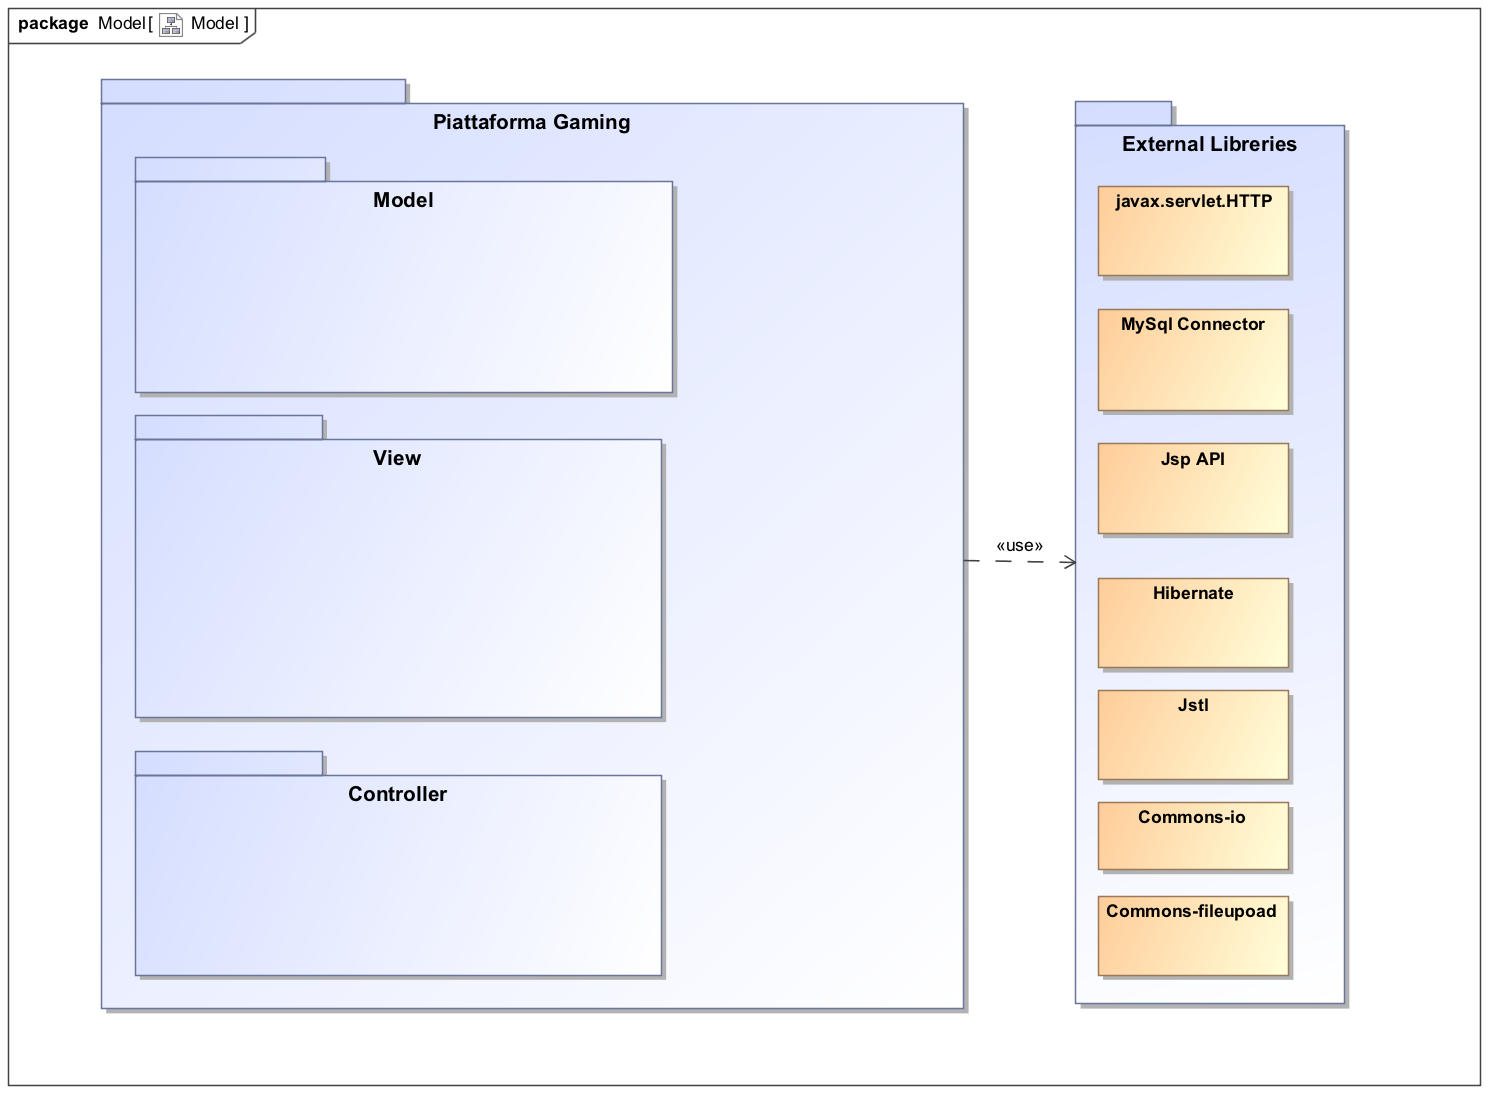 package Model[ Model ]
Piattaforma Gaming
Model
View
Controller
«use»
External Libreries
javax.servlet.HTTP
MySql Connector
Jsp API
Hibernate
Jstl
Commons-io
Commons-fileupoad